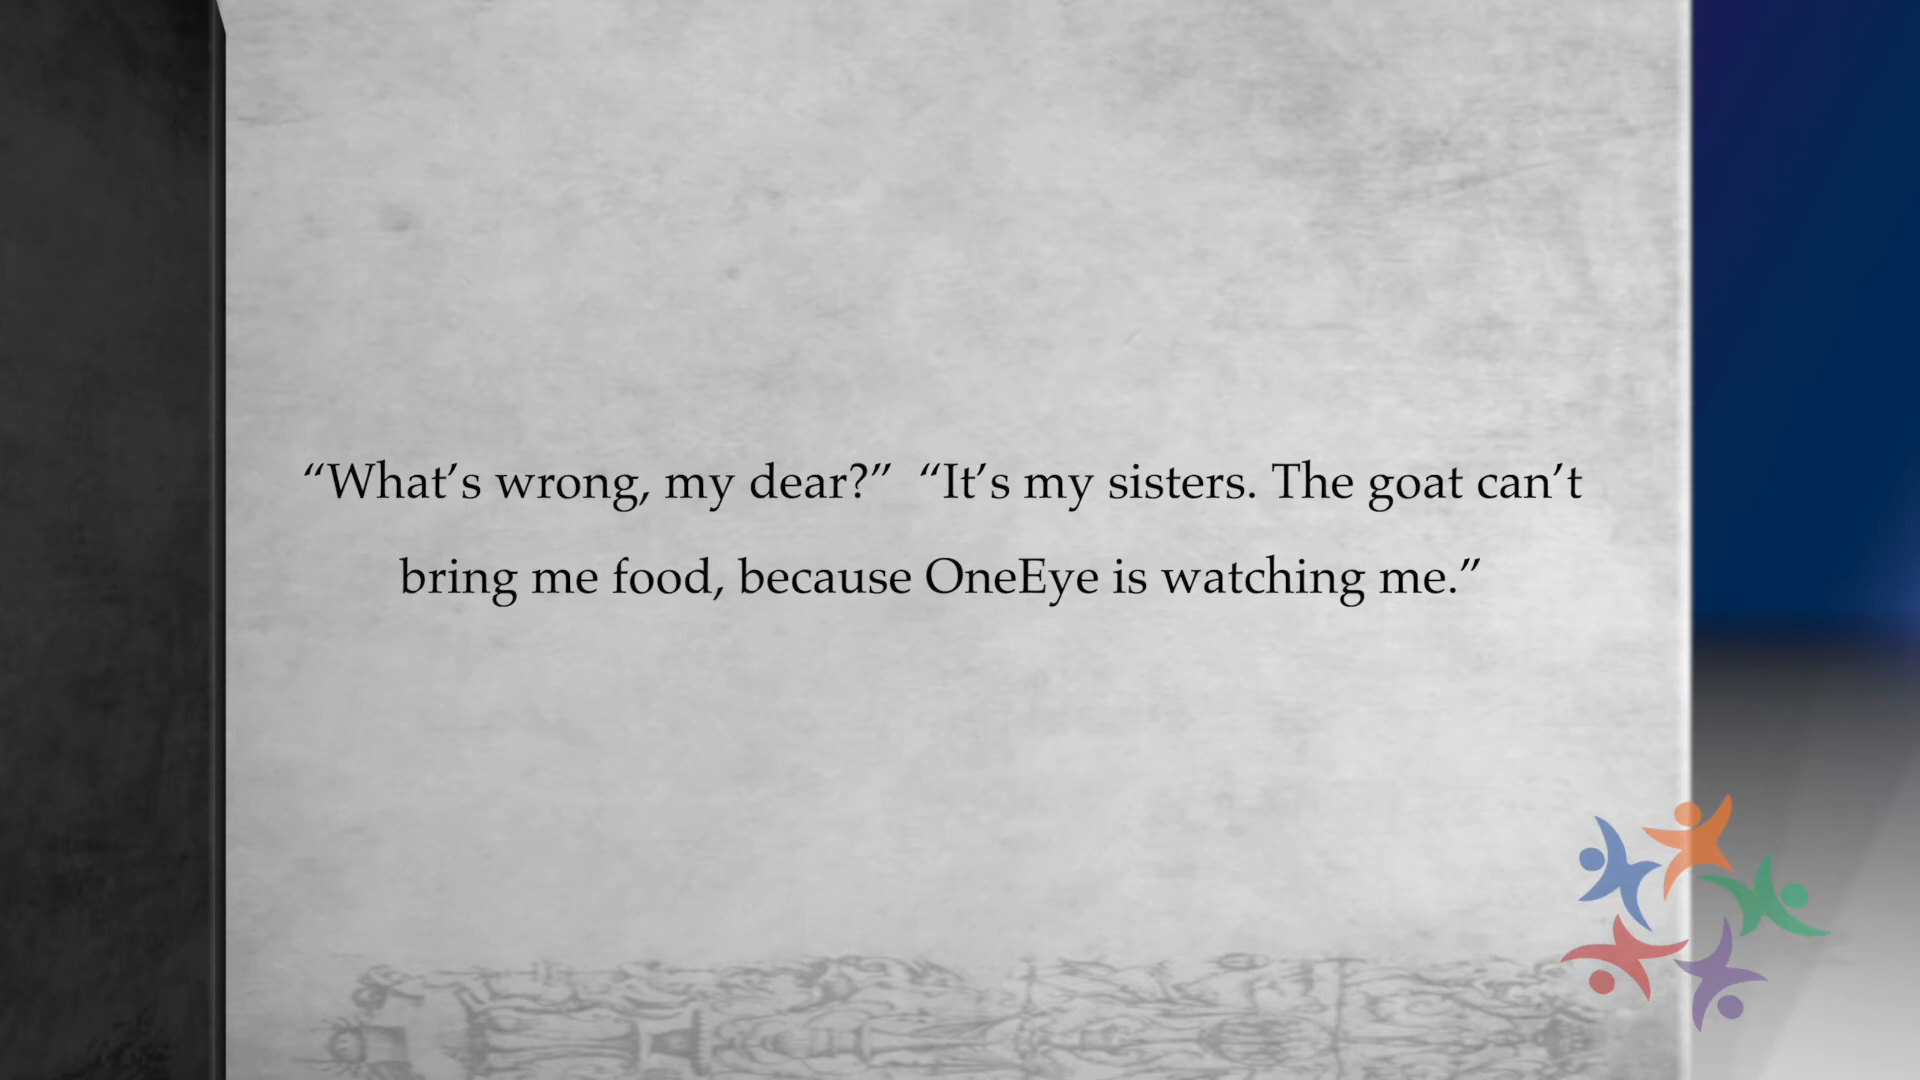 “What’s wrong, my dear?”  “It’s my sisters. The goat can’t
bring me food, because OneEye is watching me.”